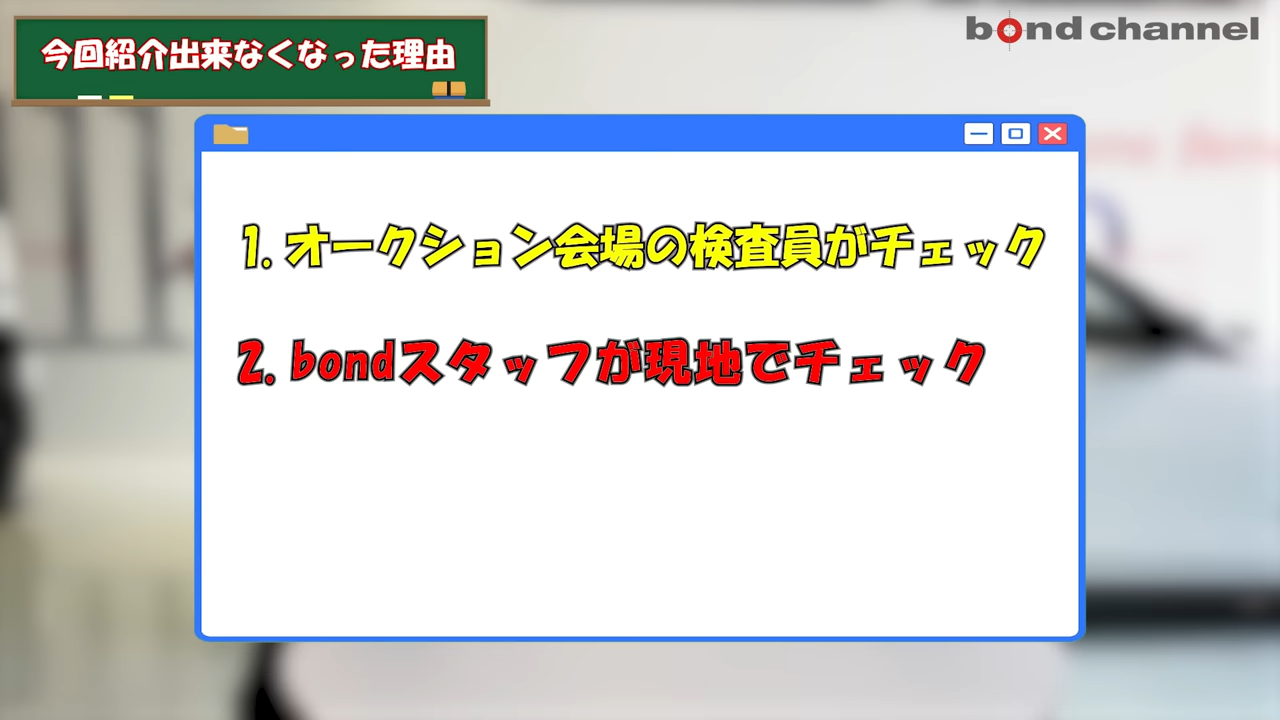 今回紹介出来なくなった理由
bond channel
1. オークション会場の検査員がチェック
2. bondスタッフが現地でチェック